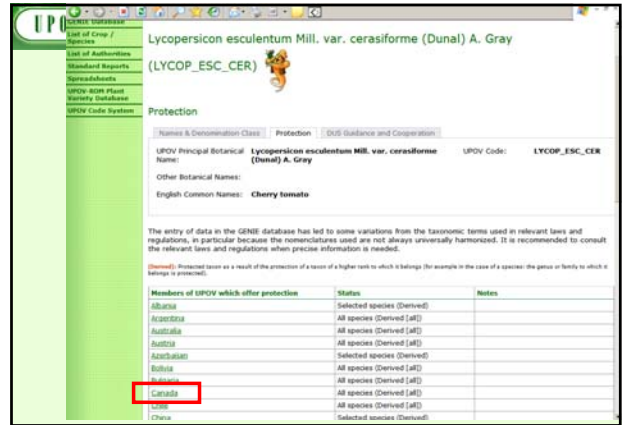 UPO
GENIE Database
List of Crop /
Species
List of Authorities
Standard Reports
Spreadsheets
UPOV-ROM Plant
Variety Database
UPOV Code System
Lycopersicon esculentum Mill. var. cerasiforme (Dunal) A. Gray
(LYCOP_ESC_CER)
Protection
Names & Denomination Class
Protection
DUS Guidance and Cooperation
UPOV Principal Botanical Name: Lycopersicon esculentum Mill. var. cerasiforme (Dunal) A. Gray UPOV Code: LYCOP_ESC_CER
Other Botanical Names:
English Common Names: Cherry tomato
The entry of data in the GENIE database has led to some variations from the taxonomic terms used in relevant laws and
regulations, in particular because the nomenclatures used are not always universally harmonized. It is recommended to consult
the relevant laws and regulations when precise information is needed.
(Derived): Protected taxon as a result of the protection of a taxon of a higher rank to which it belongs (for example in the case of a species: the genus or family to which it
belongs is protected).
Members of UPOV which offer protection Status Notes
Albania Selected species (Derived)
Argentina All species (Derived [all])
Australia All species (Derived [all])
Austria All species (Derived [all])
Azerbaijan Selected species (Derived)
Bolivia All species (Derived [all])
Bulgaria All species (Derived [all])
Canada All species (Derived [all])
Chile All species (Derived [all])
China Selected species (Derived)